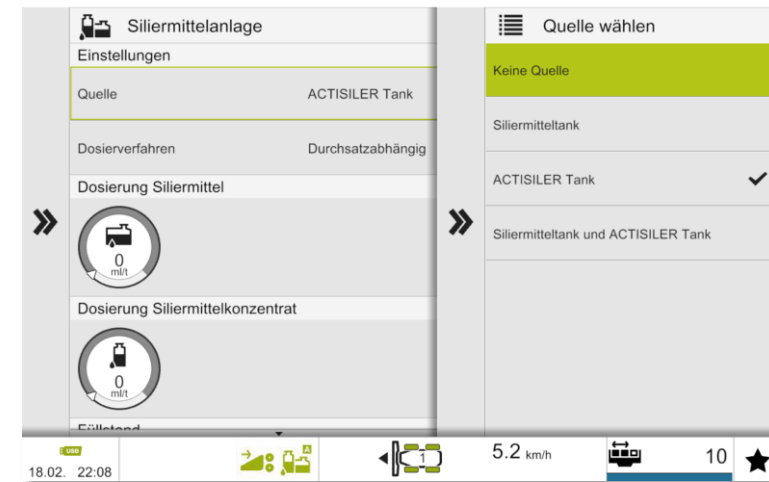 Siliermittelanlage
Einstellungen
Quelle ACTISILER Tank
Dosierverfahren Durchsatzabhängig
Dosierung Siliermittel
0
ml/t
Dosierung Siliermittelkonzentrat
0
ml/t
Füllstand
Quelle wählen
Keine Quelle
Siliermitteltank
ACTISILER Tank
Siliermitteltank und ACTISILER Tank
USB
18.02. 22:08
A
1
5.2 km/h
10